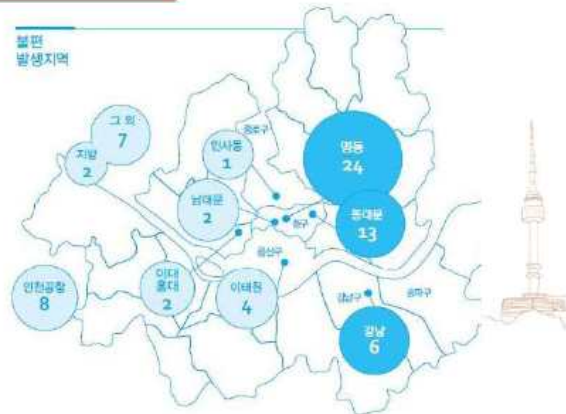 불편
발생지역
그 외
7
지방
2
종로구
인사동
1
명동
24
남대문
2
중구
동대문
13
용산구
인천공항
8
이대
홍대
2
이태원
4
강남구
송파구
강남
6